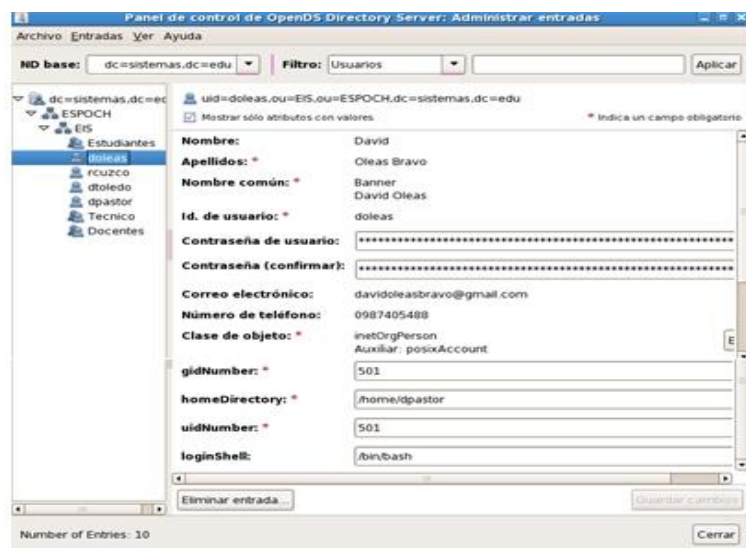 Panel de control de OpenDS Directory Server: Administrar entradas
Archivo Entradas Ver Ayuda
ND base: dc=sistemas,dc=edu Filtro: Usuarios Aplicar
dc=sistemas,dc=ec
ESPOCH
EIS
Estudiantes
doleas
rcuzco
dtoledo
dpastor
Tecnico
Docentes
uid=doleas,ou=EIS,ou=ESPOCH,dc=sistemas,dc=edu
Mostrar sólo atributos con valores * Indica un campo obligatorio
Nombre: David
Apellidos: * Oleas Bravo
Nombre común: * Banner
David Oleas
Id. de usuario: * doleas
Contraseña de usuario:
Contraseña (confirmar):
Correo electrónico: davidoleasbravo@gmail.com
Número de teléfono: 0987405488
Clase de objeto: * inetOrgPerson
Auxiliar: posixAccount
E
gidNumber: * 501
homeDirectory: * /home/dpastor
uidNumber: * 501
loginShell: /bin/bash
Eliminar entrada... Guardar cambios
Number of Entries: 10 Cerrar